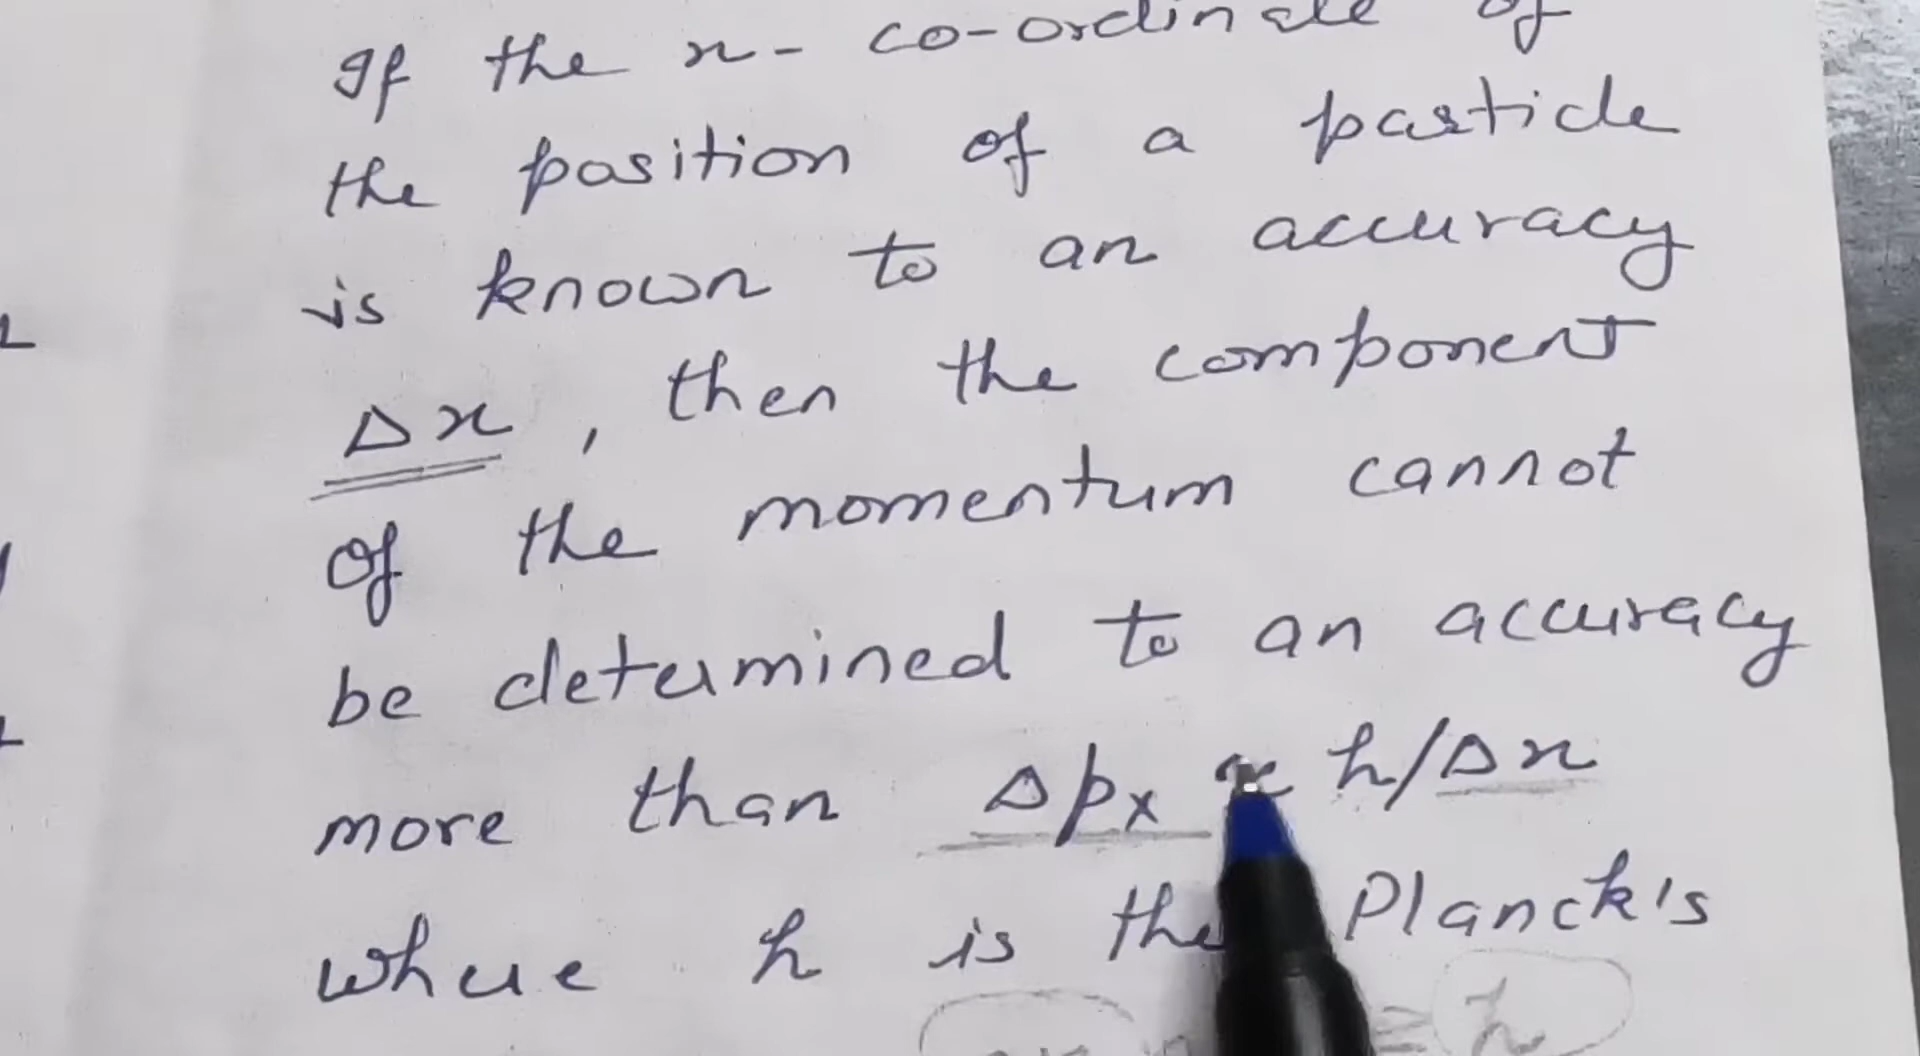 If the x- co-ordinate of
the position of a particle
is known to an accuracy
Δx, then the component
of the momentum cannot
be determined to an accuracy
more than Δpx ≈ h/Δx
where h is the Planck's